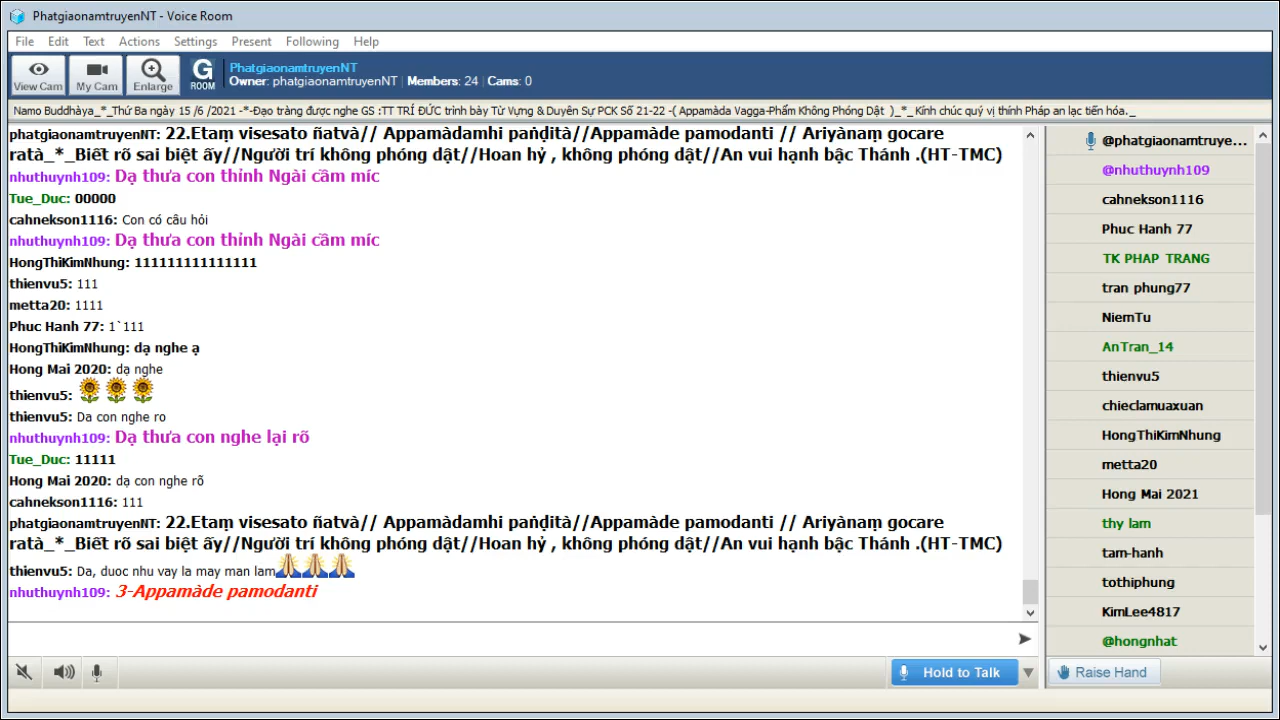 PhatgiaonamtruyenNT - Voice Room
File Edit Text Actions Settings Present Following Help
View Cam My Cam Enlarge G ROOM
PhatgiaonamtruyenNT
Owner: phatgiaonamtruyenNT | Members: 24 | Cams: 0
Namo Buddhàya_*_Thứ Ba ngày 15 /6 /2021 -*-Đạo tràng được nghe GS :TT TRÍ ĐỨC trình bày Từ Vựng & Duyên Sự PCK Số 21-22 -( Appamàda Vagga-Phẩm Không Phóng Dật )_*_ Kính chúc quý vị thính Pháp an lạc tiến hóa._
phatgiaonamtruyenNT: 22.Etaṃ visesato ñatvà// Appamàdamhi paṅḍità//Appamàde pamodanti // Ariyànaṃ gocare
ratà_*_Biết rõ sai biệt ấy//Người trí không phóng dật//Hoan hỷ , không phóng dật//An vui hạnh bậc Thánh .(HT-TMC)
nhuthuynh109: Dạ thưa con thỉnh Ngài cầm míc
Tue_Duc: 00000
cahnekson1116: Con có câu hỏi
nhuthuynh109: Dạ thưa con thỉnh Ngài cầm míc
HongThiKimNhung: 111111111111111
thienvu5: 111
metta20: 1111
Phuc Hanh 77: 1`111
HongThiKimNhung: dạ nghe ạ
Hong Mai 2020: dạ nghe
thienvu5:
thienvu5: Da con nghe ro
nhuthuynh109: Dạ thưa con nghe lại rõ
Tue_Duc: 11111
Hong Mai 2020: dạ con nghe rõ
cahnekson1116: 111
phatgiaonamtruyenNT: 22.Etaṃ visesato ñatvà// Appamàdamhi paṅḍità//Appamàde pamodanti // Ariyànaṃ gocare
ratà_*_Biết rõ sai biệt ấy//Người trí không phóng dật//Hoan hỷ , không phóng dật//An vui hạnh bậc Thánh .(HT-TMC)
thienvu5: Da, duoc nhu vay la may man lam
nhuthuynh109: 3-Appamàde pamodanti
@phatgiaonamtruye...
@nhuthuynh109
cahnekson1116
Phuc Hanh 77
TK PHAP TRANG
tran phung77
NiemTu
AnTran_14
thienvu5
chieclamuaxuan
HongThiKimNhung
metta20
Hong Mai 2021
thy lam
tam-hanh
tothiphung
KimLee4817
@hongnhat
Hold to Talk
Raise Hand